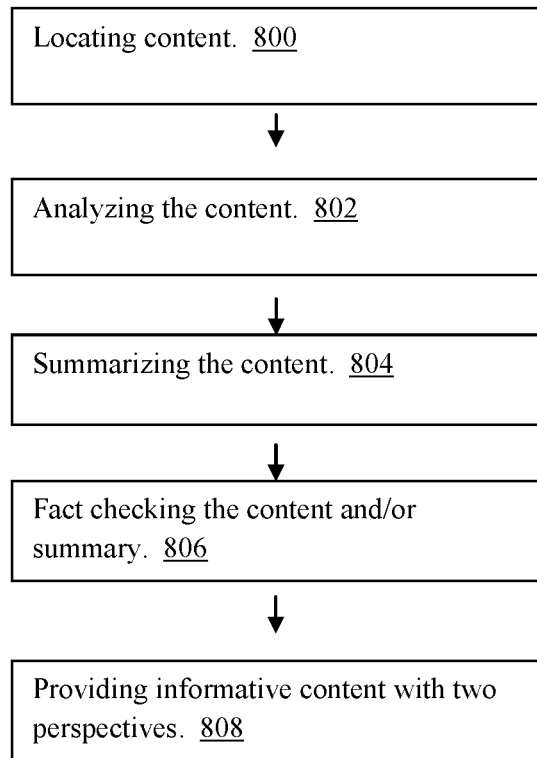 Locating content. 800
Analyzing the content. 802
Summarizing the content. 804
Fact checking the content and/or
summary. 806
Providing informative content with two
perspectives. 808